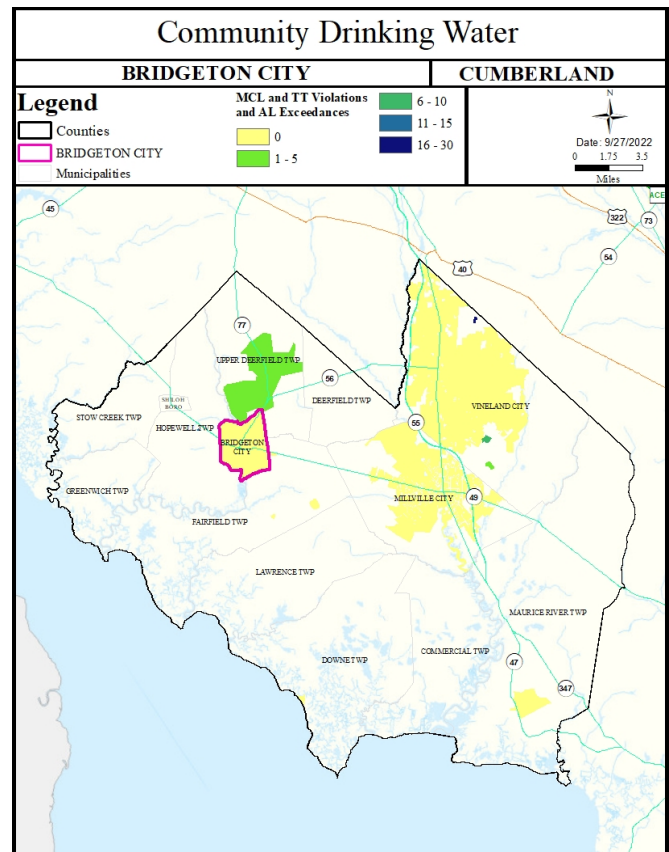 Community Drinking Water
BRIDGETON CITY
CUMBERLAND
Legend
Counties
BRIDGETON CITY
Municipalities
MCL and TT Violations
and AL Exceedances
0
1 - 5
6 - 10
11 - 15
16 - 30
N
Date: 9/27/2022
0 1.75 3.5
Miles
ACE
45
322
73
54
40
77
UPPER DEERFIELD TWP
56
DEERFIELD TWP
SHILOH
BORO
STOW CREEK TWP
HOPEWELL TWP
BRIDGETON
CITY
VINELAND CITY
55
GREENWICH TWP
MILLVILLE CITY
49
FAIRFIELD TWP
LAWRENCE TWP
MAURICE RIVER TWP
DOWNE TWP
COMMERCIAL TWP
47
347